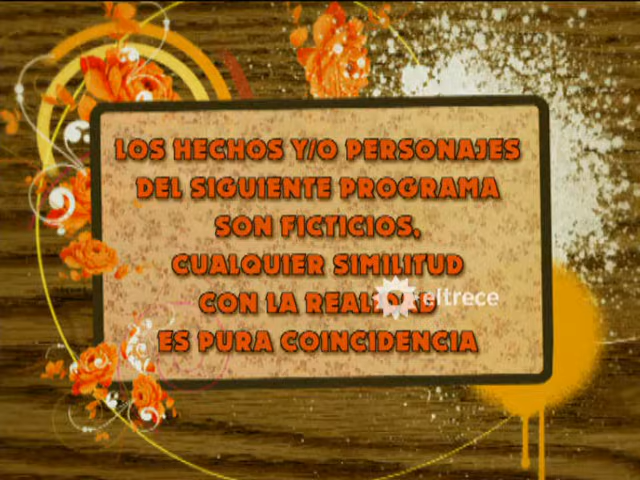 LOS HECHOS Y/O PERSONAJES
DEL SIGUIENTE PROGRAMA
SON FICTICIOS.
CUALQUIER SIMILITUD
CON LA REALIDAD
eltrece
ES PURA COINCIDENCIA